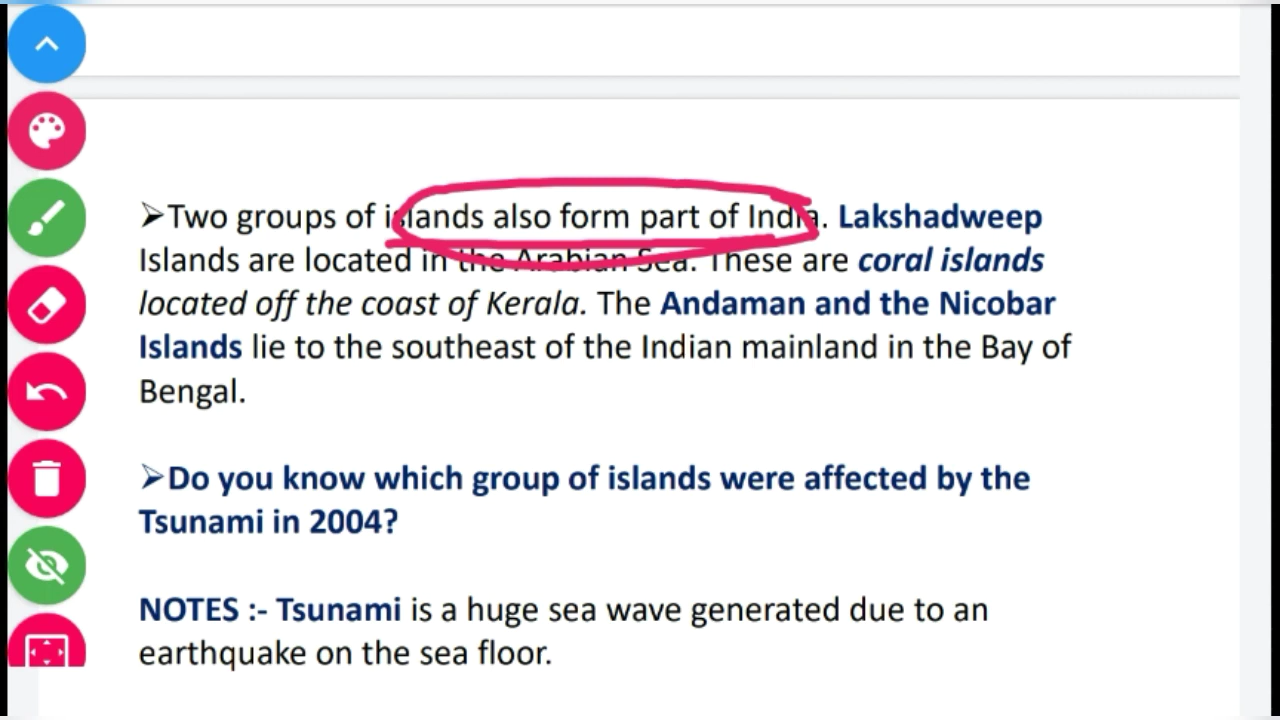 ➢Two groups of islands also form part of India. Lakshadweep
Islands are located in the Arabian Sea. These are coral islands
located off the coast of Kerala. The Andaman and the Nicobar
Islands lie to the southeast of the Indian mainland in the Bay of
Bengal.
➢Do you know which group of islands were affected by the
Tsunami in 2004?
NOTES :- Tsunami is a huge sea wave generated due to an
earthquake on the sea floor.